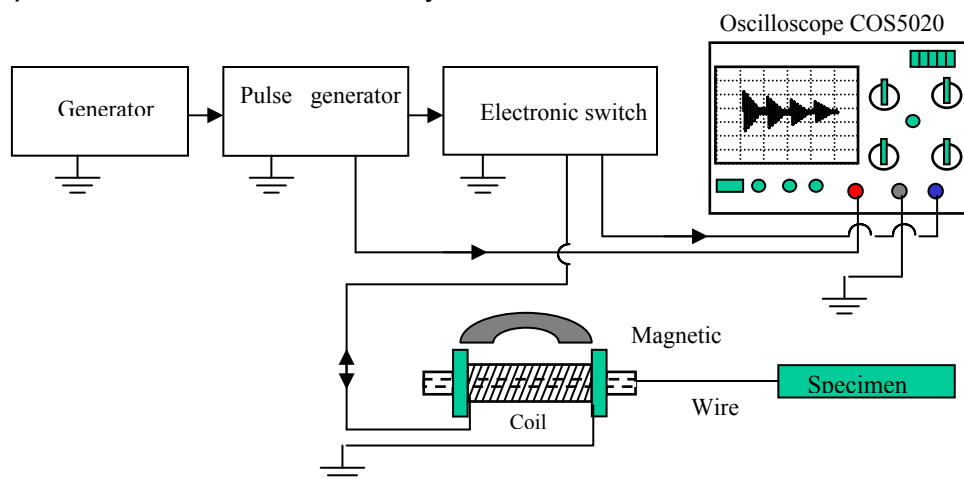 Oscilloscope COS5020
Generator
Pulse generator
Electronic switch
Magnetic
Specimen
Wire
Coil